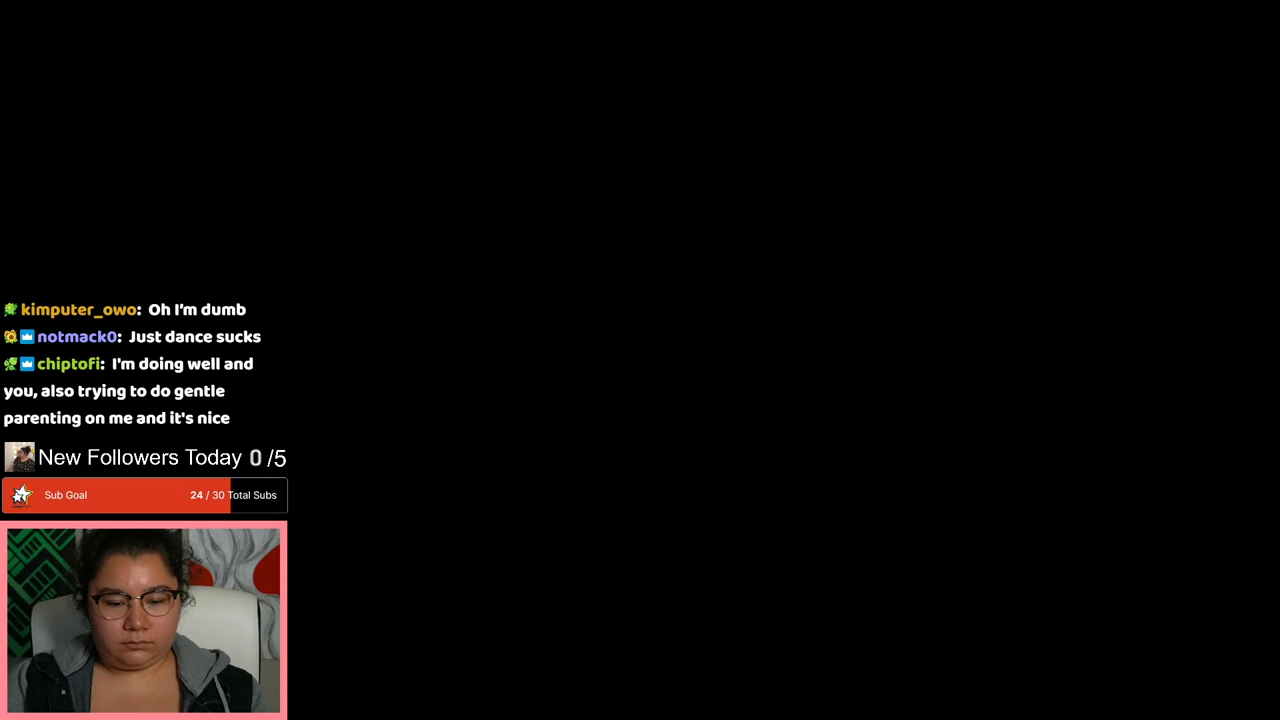 kimputer_owo: Oh I'm dumb
notmack0: Just dance sucks
chiptofi: I'm doing well and
you, also trying to do gentle
parenting on me and it's nice
New Followers Today 0 /5
Sub Goal 24 / 30 Total Subs